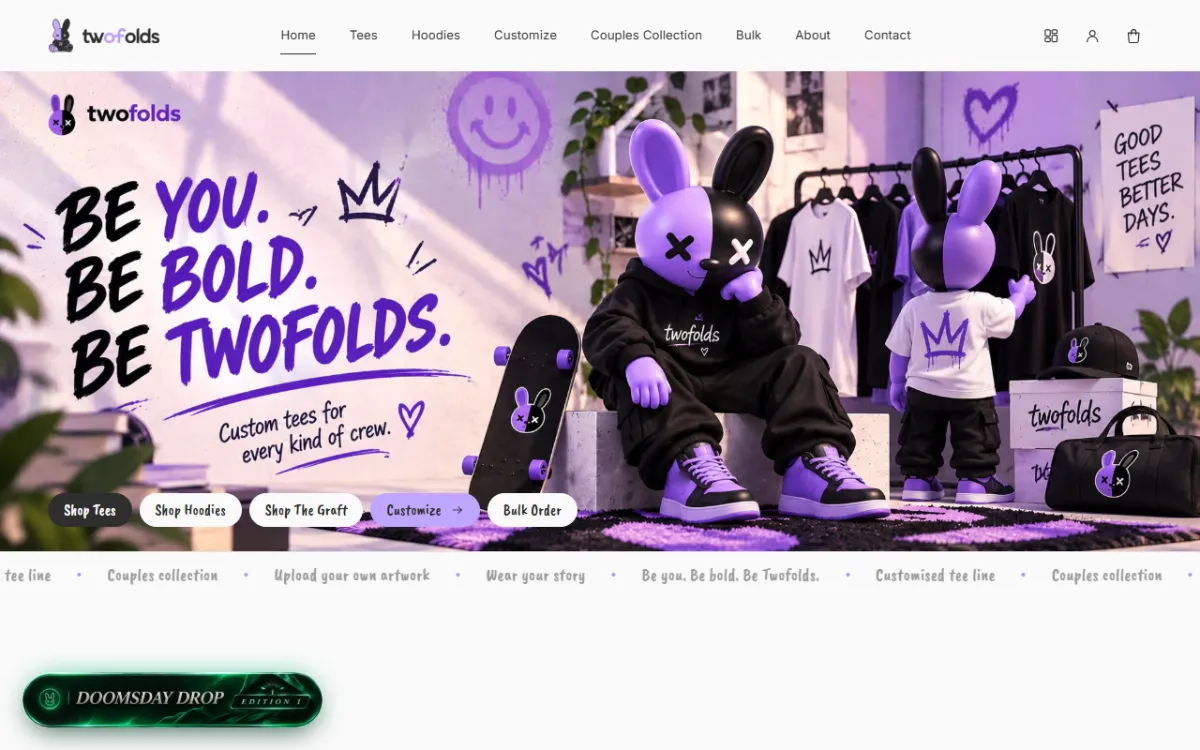 twofolds
Home
Tees
Hoodies
Customize
Couples Collection
Bulk
About
Contact
twofolds
BE YOU.
BE BOLD.
BE TWOFOLDS.
Custom tees for
every kind of crew.
twofolds
GOOD
TEES
BETTER
DAYS.
twofolds
Shop Tees
Shop Hoodies
Shop The Graft
Customize →
Bulk Order
tee line • Couples collection • Upload your own artwork • Wear your story • Be you. Be bold. Be Twofolds. • Customised tee line • Couples collection •
DOOMSDAY DROP
EDITION 1